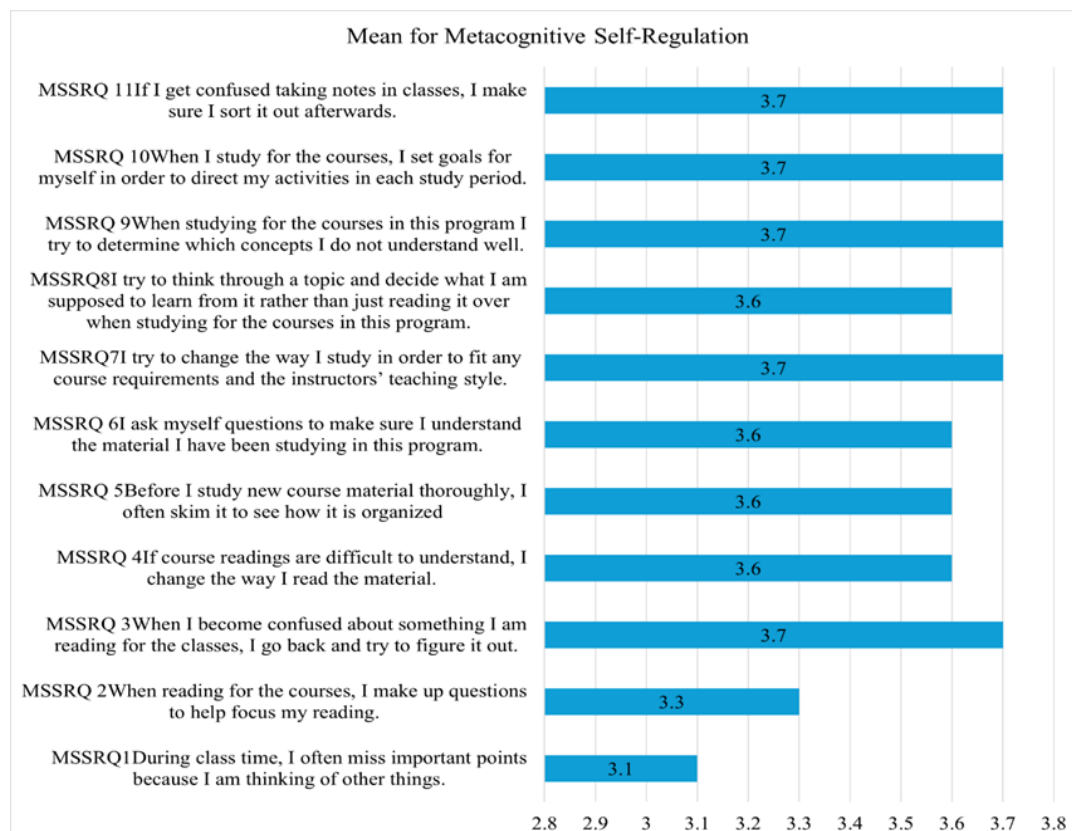 Mean for Metacognitive Self-Regulation
MSSRQ 11If I get confused taking notes in classes, I make
sure I sort it out afterwards.
3.7
MSSRQ 10When I study for the courses, I set goals for
myself in order to direct my activities in each study period.
3.7
MSSRQ 9When studying for the courses in this program I
try to determine which concepts I do not understand well.
3.7
MSSRQ8I try to think through a topic and decide what I am
supposed to learn from it rather than just reading it over
when studying for the courses in this program.
3.6
MSSRQ7I try to change the way I study in order to fit any
course requirements and the instructors’ teaching style.
3.7
MSSRQ 6I ask myself questions to make sure I understand
the material I have been studying in this program.
3.6
MSSRQ 5Before I study new course material thoroughly, I
often skim it to see how it is organized
3.6
MSSRQ 4If course readings are difficult to understand, I
change the way I read the material.
3.6
MSSRQ 3When I become confused about something I am
reading for the classes, I go back and try to figure it out.
3.7
MSSRQ 2When reading for the courses, I make up questions
to help focus my reading.
3.3
MSSRQ1During class time, I often miss important points
because I am thinking of other things.
3.1
2.8 2.9 3 3.1 3.2 3.3 3.4 3.5 3.6 3.7 3.8